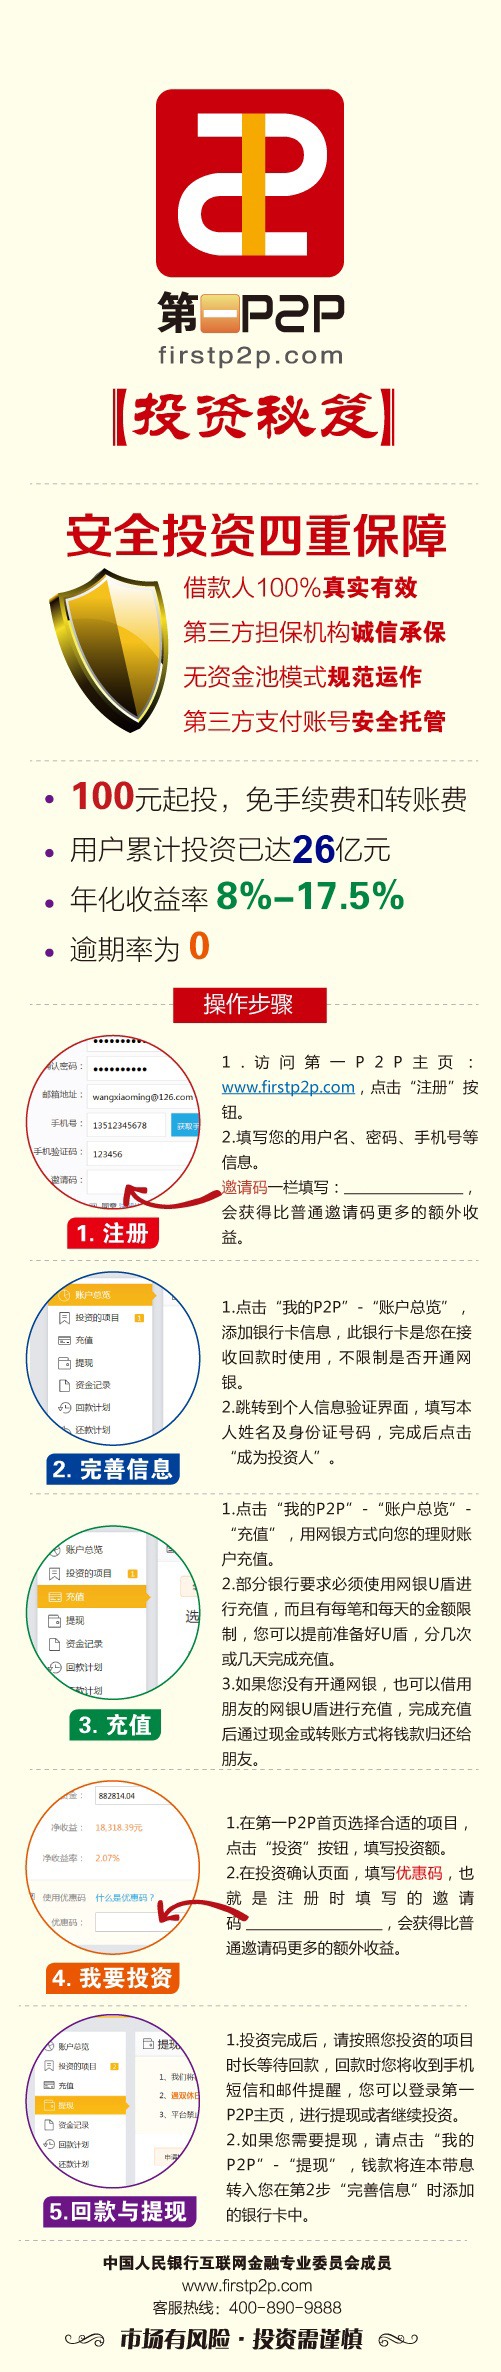 第一P2P
firstp2p.com
【投资秘笈】
安全投资四重保障
借款人100%真实有效
第三方担保机构诚信承保
无资金池模式规范运作
第三方支付账号安全托管
• 100元起投，免手续费和转账费
• 用户累计投资已达26亿元
• 年化收益率 8%-17.5%
• 逾期率为 0
操作步骤
确认密码：
邮箱地址： wangxiaoming@126.com
手机号： 13512345678
手机验证码： 123456
邀请码：
1. 注册
1.访问第一P2P主页：
www.firstp2p.com，点击“注册”按
钮。
2.填写您的用户名、密码、手机号等
信息。
邀请码一栏填写：______________，
会获得比普通邀请码更多的额外收
益。
账户总览
投资的项目 1
充值
提现
资金记录
回款计划
还款计划
2. 完善信息
1.点击“我的P2P”-“账户总览”，
添加银行卡信息，此银行卡是您在接
收回款时使用，不限制是否开通网
银。
2.跳转到个人信息验证界面，填写本
人姓名及身份证号码，完成后点击
“成为投资人”。
账户总览
投资的项目 1
充值
提现
资金记录
回款计划
还款计划
选
3. 充值
1.点击“我的P2P”-“账户总览”-
“充值”，用网银方式向您的理财账
户充值。
2.部分银行要求必须使用网银U盾进
行充值，而且有每笔和每天的金额限
制，您可以提前准备好U盾，分几次
或几天完成充值。
3.如果您没有开通网银，也可以借用
朋友的网银U盾进行充值，完成充值
后通过现金或转账方式将钱款归还给
朋友。
882814.04
净收益： 18,318.39元
净收益率： 2.07%
使用优惠码 什么是优惠码？
优惠码：
4. 我要投资
1.在第一P2P首页选择合适的项目，
点击“投资”按钮，填写投资额。
2.在投资确认页面，填写优惠码，也
就是注册时填写的邀请
码___________________，会获得比普
通邀请码更多的额外收益。
账户总览
投资的项目 2
充值
提现
资金记录
回款计划
还款计划
提现
1、我们将
2、遇双休日
3、平台禁止
5.回款与提现
1.投资完成后，请按照您投资的项目
时长等待回款，回款时您将收到手机
短信和邮件提醒，您可以登录第一
P2P主页，进行提现或者继续投资。
2.如果您需要提现，请点击“我的
P2P”-“提现”，钱款将连本带息
转入您在第2步“完善信息”时添加
的银行卡中。
中国人民银行互联网金融专业委员会成员
www.firstp2p.com
客服热线：400-890-9888
市场有风险·投资需谨慎